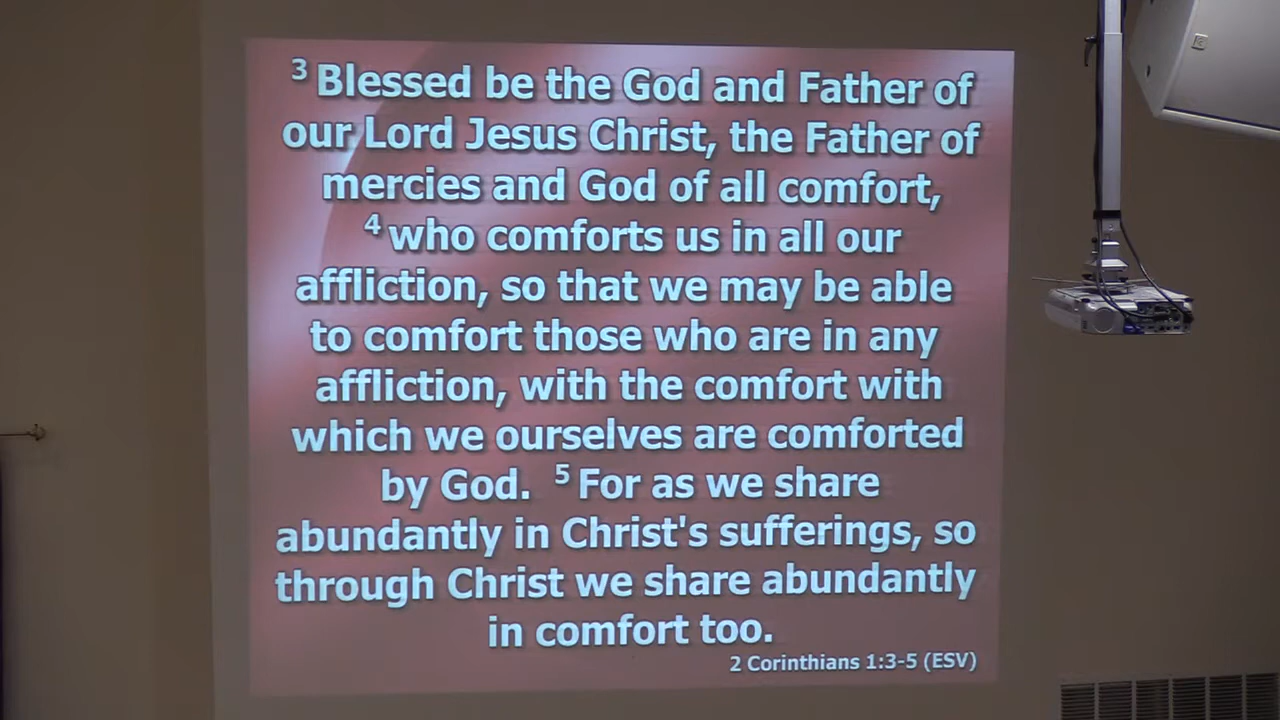 3 Blessed be the God and Father of
our Lord Jesus Christ, the Father of
mercies and God of all comfort,
4 who comforts us in all our
affliction, so that we may be able
to comfort those who are in any
affliction, with the comfort with
which we ourselves are comforted
by God. 5 For as we share
abundantly in Christ's sufferings, so
through Christ we share abundantly
in comfort too.
2 Corinthians 1:3-5 (ESV)